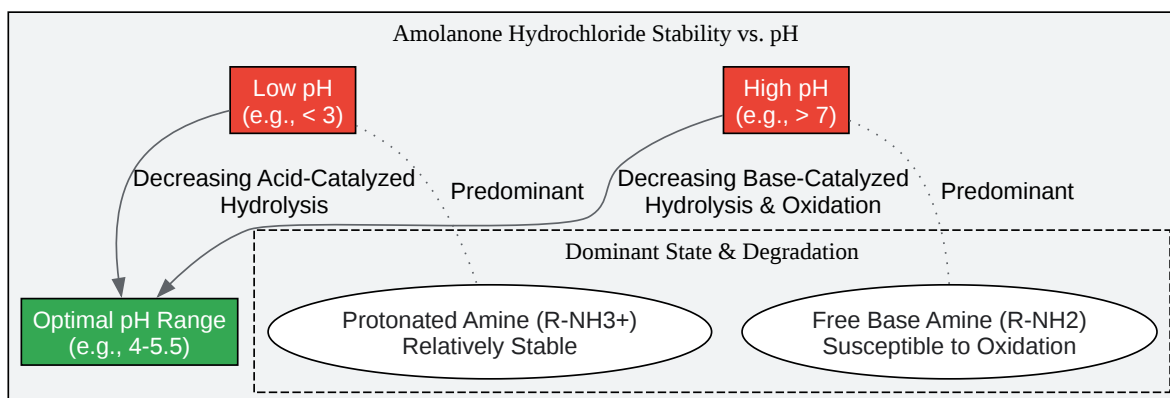 Amolanone Hydrochloride Stability vs. pH
Low pH
(e.g., < 3)
High pH
(e.g., > 7)
Decreasing Acid-Catalyzed
Hydrolysis
Predominant
Decreasing Base-Catalyzed
Hydrolysis & Oxidation
Predominant
Dominant State & Degradation
Optimal pH Range
(e.g., 4-5.5)
Protonated Amine (R-NH3+)
Relatively Stable
Free Base Amine (R-NH2)
Susceptible to Oxidation